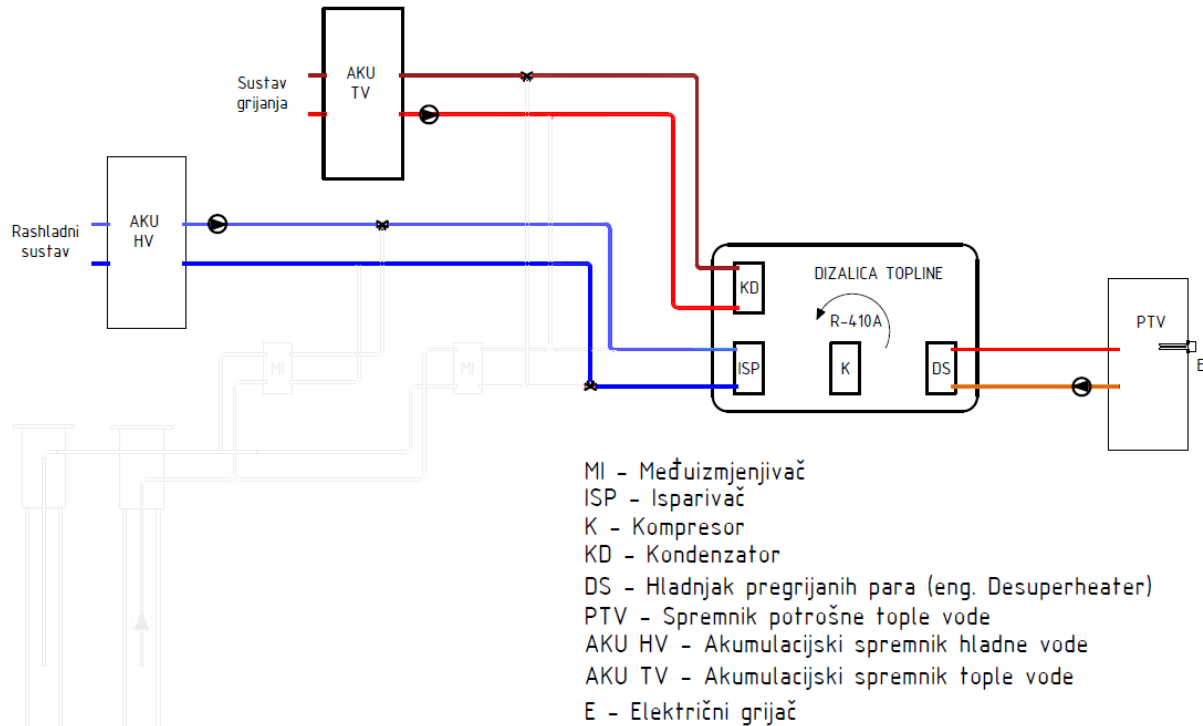 Sustav
grijanja
AKU
TV
Rashladni
sustav
AKU
HV
DIZALICA TOPLINE
KD
R-410A
ISP
K
DS
PTV
E
MI
MI
MI - Međuizmjenjivač
ISP - Isparivač
K - Kompresor
KD - Kondenzator
DS - Hladnjak pregrijanih para (eng. Desuperheater)
PTV - Spremnik potrošne tople vode
AKU HV - Akumulacijski spremnik hladne vode
AKU TV - Akumulacijski spremnik tople vode
E - Električni grijač